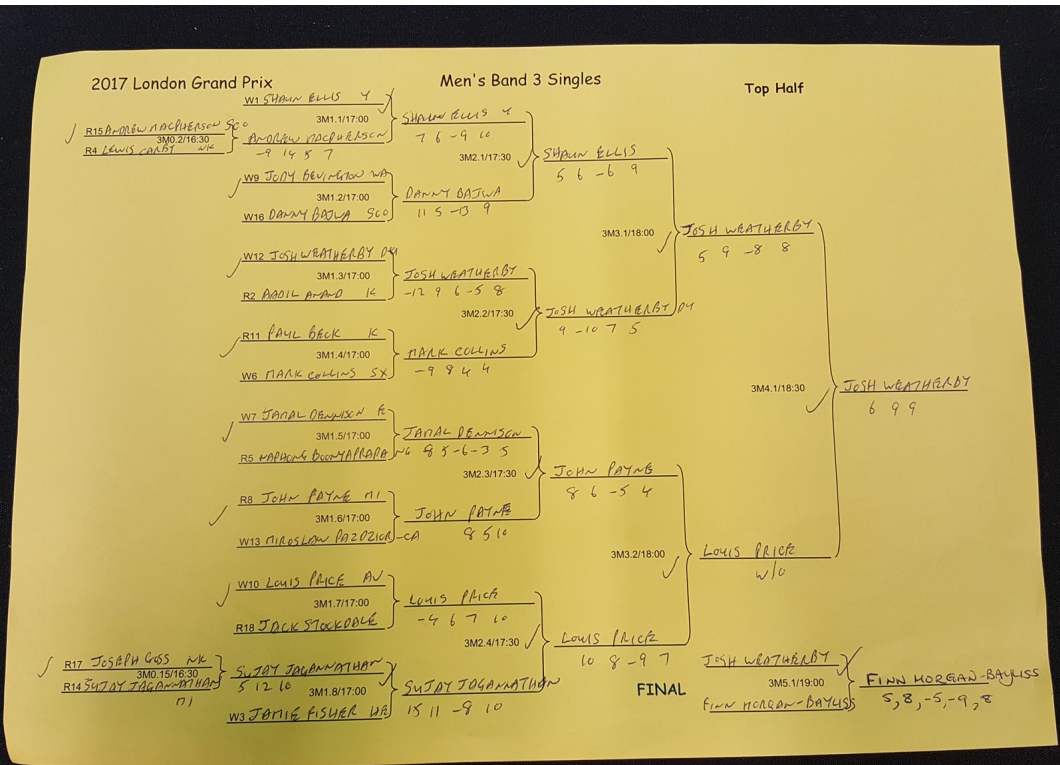 2017 London Grand Prix Men's Band 3 Singles Top Half
W1 SHAUN ELLIS Y
3M1.1/17:00
SHAUN ELLIS Y
7 6 -9 10
R15 ANDREW MACPHERSON SCO
3M0.2/16:30
R4 LEWIS CARBY NK
ANDREW MACPHERSON
-9 14 5 7
3M2.1/17:30
SHAUN ELLIS
5 6 -6 9
W9 JUDY BEVINGTON WA
3M1.2/17:00
W16 DANNY BAJWA SCO
DANNY BAJWA
11 5 -13 9
3M3.1/18:00
JOSH WEATHERBY
5 9 -8 8
W12 JOSH WEATHERBY DY
3M1.3/17:00
R2 AADIL ANAND K
JOSH WEATHERBY
-12 9 6 -5 8
3M2.2/17:30
JOSH WEATHERBY DY
9 -10 7 5
R11 PAUL BECK K
3M1.4/17:00
W6 MARK COLLINS SX
MARK COLLINS
-9 8 4 4
3M4.1/18:30
JOSH WEATHERBY
6 9 9
W7 JAMAL DENNISON E
3M1.5/17:00
R5 NAPHONG BOONYAPRAPA NG
JAMAL DENNISON
8 5 -6 -3 5
3M2.3/17:30
JOHN PAYNE
8 6 -5 4
R8 JOHN PAYNE MI
3M1.6/17:00
W13 MIROSLAW PAZDZIOR CA
JOHN PAYNE
8 5 10
3M3.2/18:00
LOUIS PRICE
w/o
W10 LOUIS PRICE AV
3M1.7/17:00
R18 JACK STOCKDALE
LOUIS PRICE
-4 6 7 10
3M2.4/17:30
LOUIS PRICE
10 8 -9 7
R17 JOSEPH GOSS NK
3M0.15/16:30
R14 SUJAY JAGANNATHAN
MI
SUJAY JAGANNATHAN
5 12 10
3M1.8/17:00
W3 JAMIE FISHER
SUJAY JAGANNATHAN
15 11 -8 10
FINAL
JOSH WEATHERBY
3M5.1/19:00
FINN MORGAN-BAYLISS
FINN MORGAN-BAYLISS
5, 8, -5, -9, 8